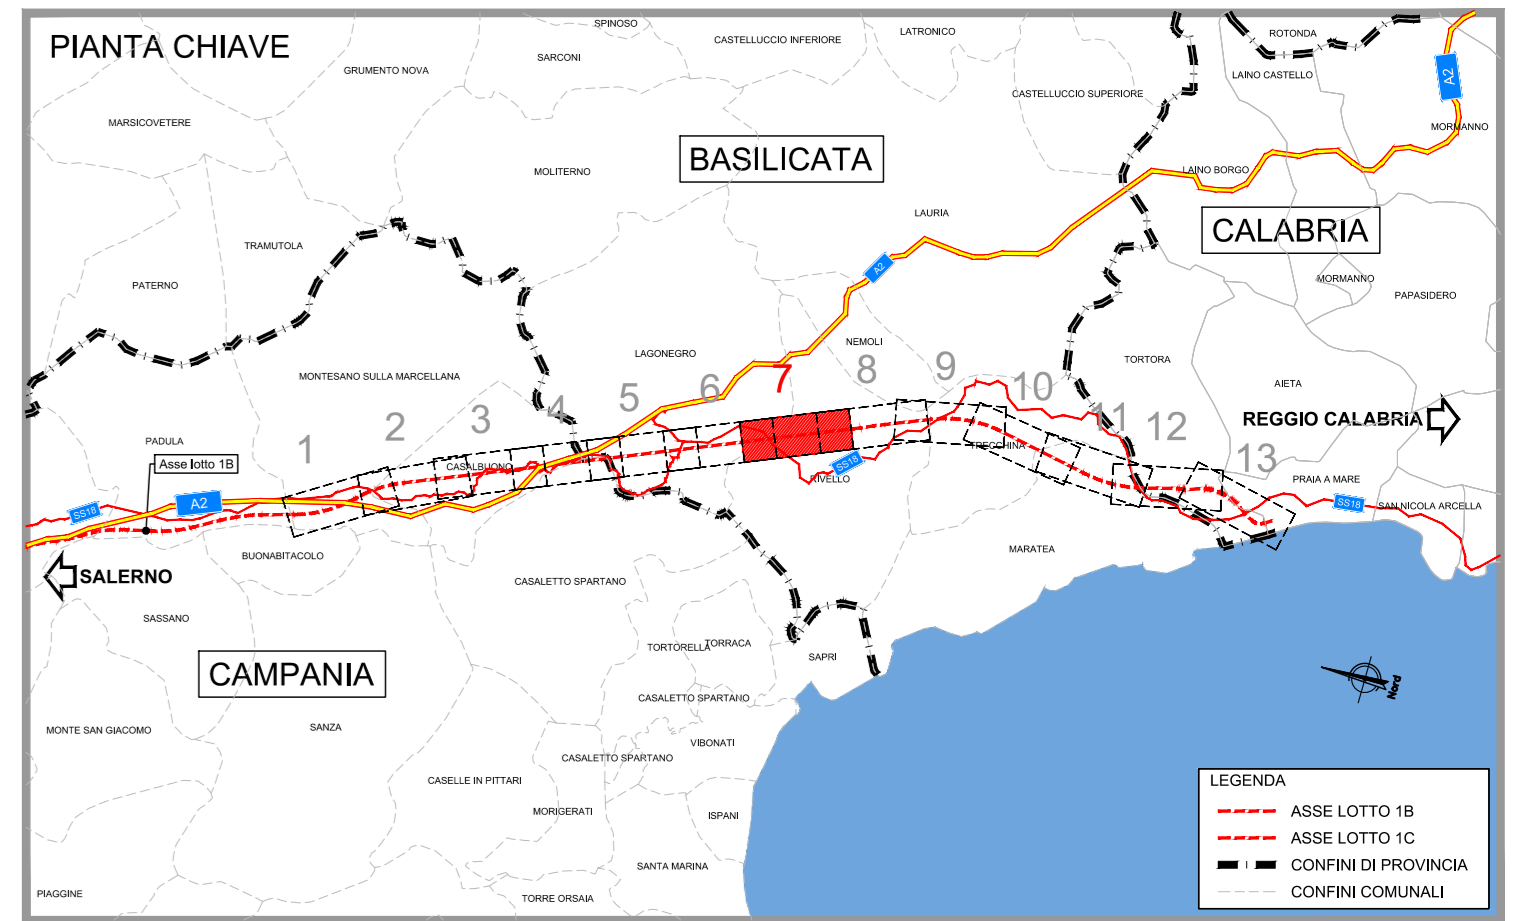 PIANTA CHIAVE
SPINOSO
SARCONI
GRUMENTO NOVA
CASTELLUCCIO INFERIORE
LATRONICO
ROTONDA
LAINO CASTELLO
A2
CASTELLUCCIO SUPERIORE
MARSICOVETERE
MORMANNO
BASILICATA
MOLITERNO
LAINO BORGO
LAURIA
CALABRIA
TRAMUTOLA
A2
MORMANNO
PATERNO
PAPASIDERO
NEMOLI
LAGONEGRO
TORTORA
MONTESANO SULLA MARCELLANA
AIETA
1
2
3
4
5
6
7
8
9
10
11
12
13
REGGIO CALABRIA
PADULA
Asse lotto 1B
CASALBUONO
TRECCHINA
SS18
RIVELLO
PRAIA A MARE
SS18
SAN NICOLA ARCELLA
A2
SS18
BUONABITACOLO
MARATEA
SALERNO
CASALETTO SPARTANO
SASSANO
TORTORELLA
TORRACA
SAPRI
CAMPANIA
Nord
CASALETTO SPARTANO
MONTE SAN GIACOMO
SANZA
VIBONATI
CASALETTO SPARTANO
CASELLE IN PITTARI
MORIGERATI
ISPANI
SANTA MARINA
PIAGGINE
TORRE ORSAIA
LEGENDA
ASSE LOTTO 1B
ASSE LOTTO 1C
CONFINI DI PROVINCIA
CONFINI COMUNALI